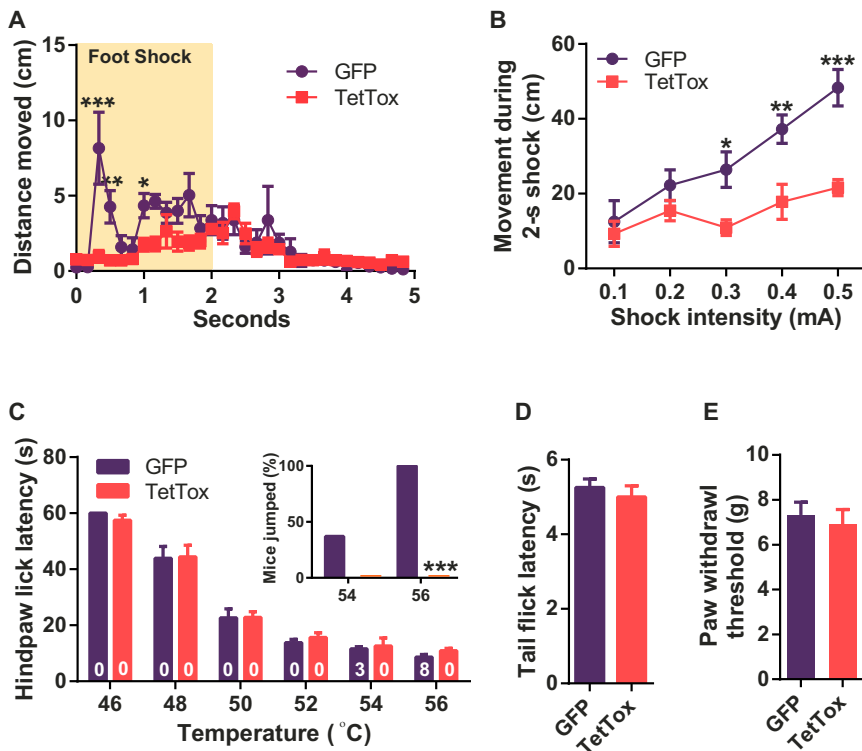 A
Distance moved (cm)
15
10
5
0
Foot Shock
GFP
TetTox
***
**
*
0 1 2 3 4 5
Seconds
B
Movement during
2-s shock (cm)
60
40
20
0
GFP
TetTox
*
**
***
0.1 0.2 0.3 0.4 0.5
Shock intensity (mA)
C
Hindpaw lick latency (s)
80
60
40
20
0
GFP
TetTox
Mice jumped (%)
100
50
0
***
54 56
0 0 0 0 0 0 0 0 3 0 8 0
46 48 50 52 54 56
Temperature (°C)
D
Tail flick latency (s)
6
4
2
0
GFP
TetTox
E
Paw withdrawl
threshold (g)
10
8
6
4
2
0
GFP
TetTox